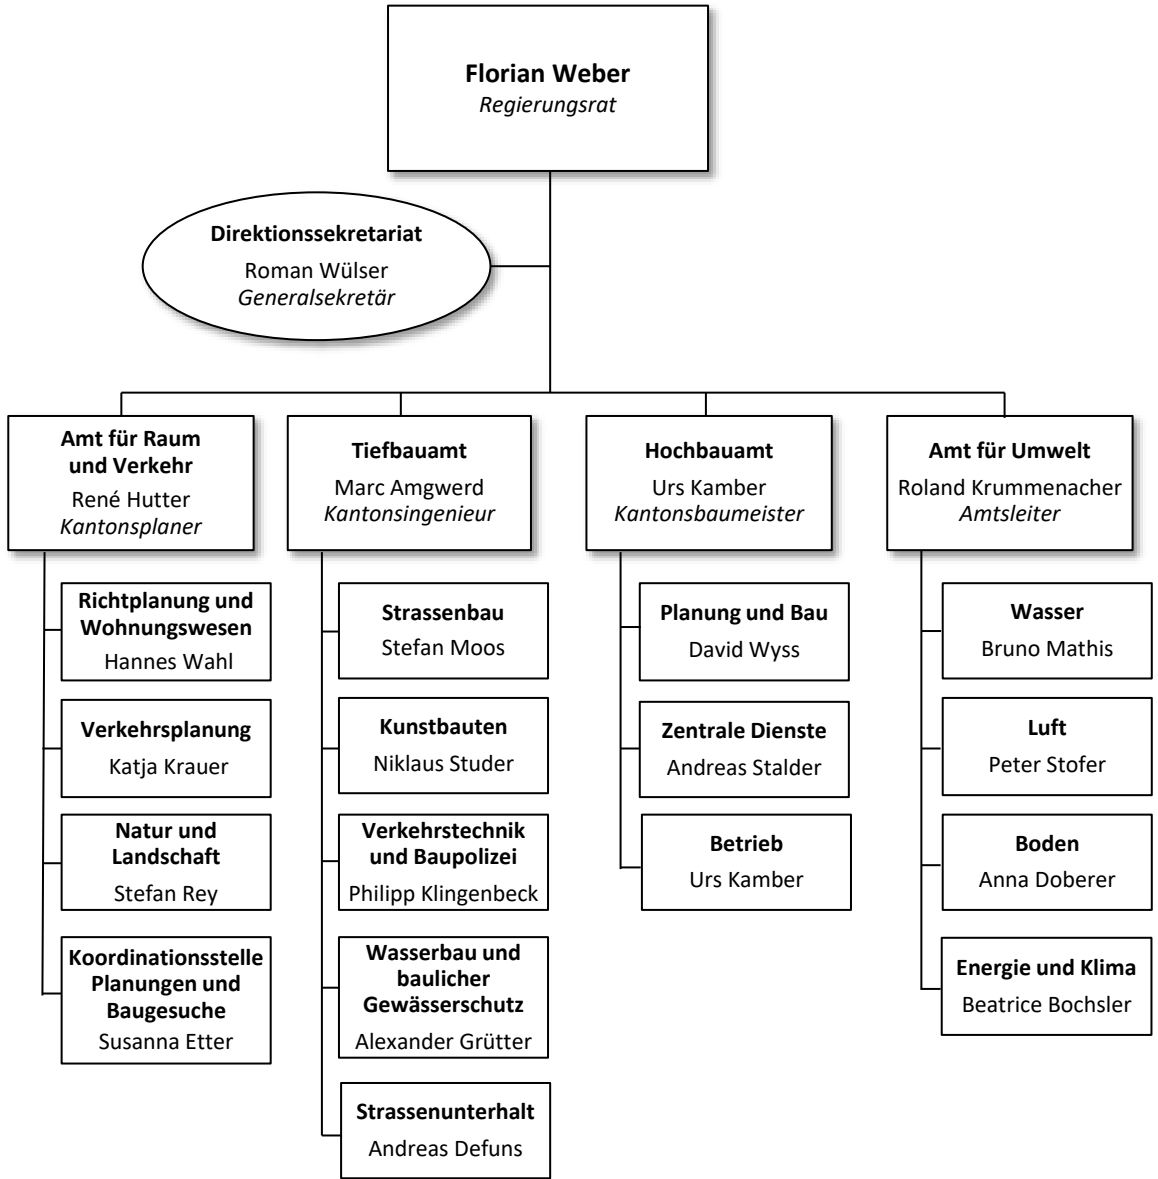 Florian Weber
Regierungsrat
Direktionssekretariat
Roman Wülser
Generalsekretär
Amt für Raum
und Verkehr
René Hutter
Kantonsplaner
Tiefbauamt
Marc Amgwerd
Kantonsingenieur
Hochbauamt
Urs Kamber
Kantonsbaumeister
Amt für Umwelt
Roland Krummenacher
Amtsleiter
Richtplanung und
Wohnungswesen
Hannes Wahl
Verkehrsplanung
Katja Krauer
Natur und
Landschaft
Stefan Rey
Koordinationsstelle
Planungen und
Baugesuche
Susanna Etter
Strassenbau
Stefan Moos
Kunstbauten
Niklaus Studer
Verkehrstechnik
und Baupolizei
Philipp Klingenbeck
Wasserbau und
baulicher
Gewässerschutz
Alexander Grütter
Strassenunterhalt
Andreas Defuns
Planung und Bau
David Wyss
Zentrale Dienste
Andreas Stalder
Betrieb
Urs Kamber
Wasser
Bruno Mathis
Luft
Peter Stofer
Boden
Anna Doberer
Energie und Klima
Beatrice Bochsler